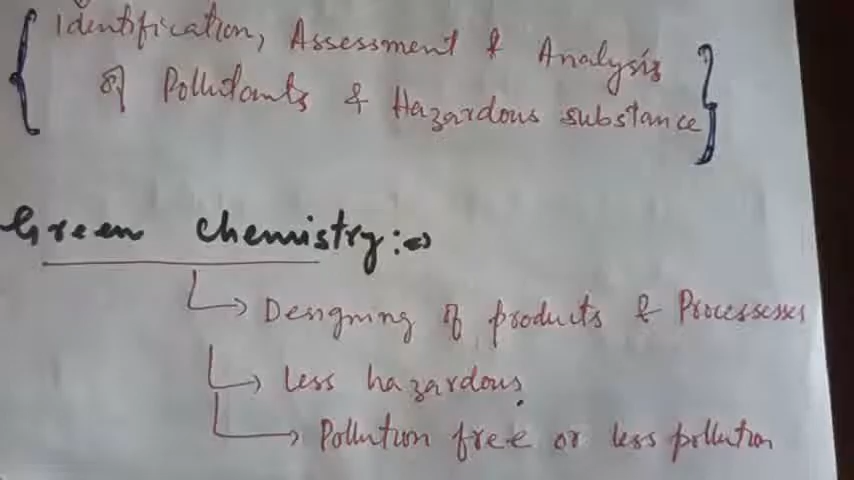 { Identification, Assessment & Analysis
of Pollutants & Hazardous substance }
Green chemistry:⇒
↳ Designing of products & Processeses
↳ less hazardous
↳ Pollution free or less pollution